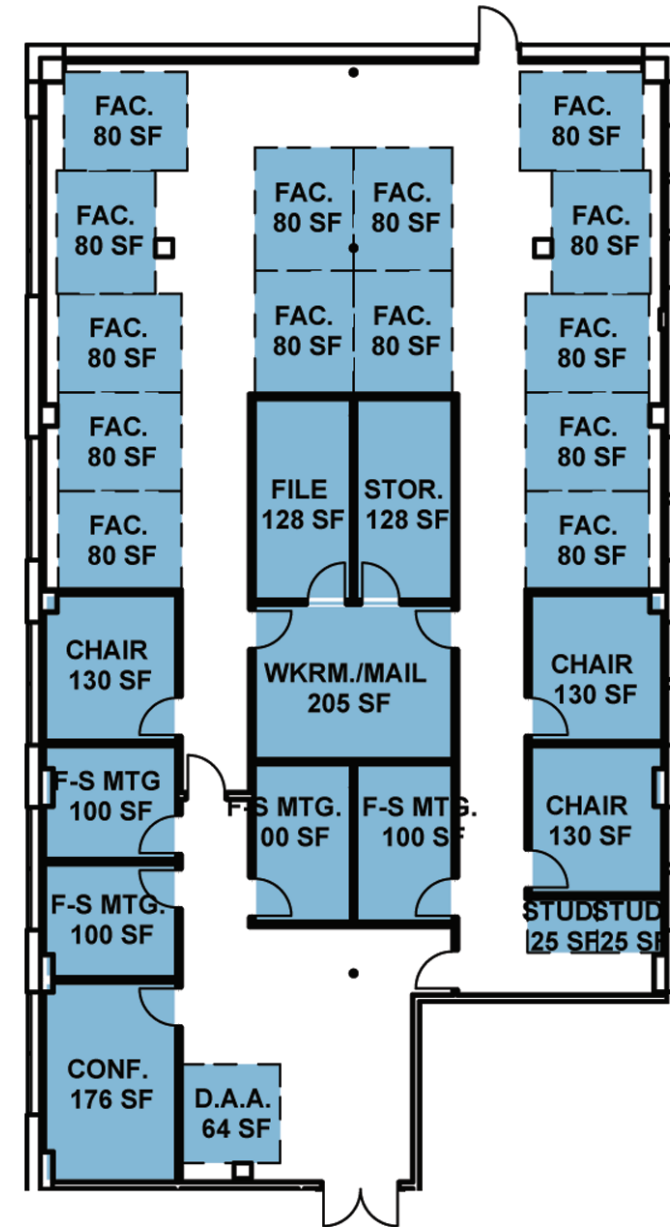 FAC.
80 SF
FAC.
80 SF
FAC.
80 SF
FAC.
80 SF
FAC.
80 SF
FAC.
80 SF
FAC.
80 SF
FAC.
80 SF
FAC.
80 SF
FAC.
80 SF
FAC.
80 SF
FAC.
80 SF
FAC.
80 SF
FAC.
80 SF
FILE
128 SF
STOR.
128 SF
CHAIR
130 SF
WKRM./MAIL
205 SF
CHAIR
130 SF
F-S MTG
100 SF
F-S MTG.
00 SF
F-S MTG.
100 SF
CHAIR
130 SF
F-S MTG.
100 SF
STUD
25 SF
STUD
25 SF
CONF.
176 SF
D.A.A.
64 SF